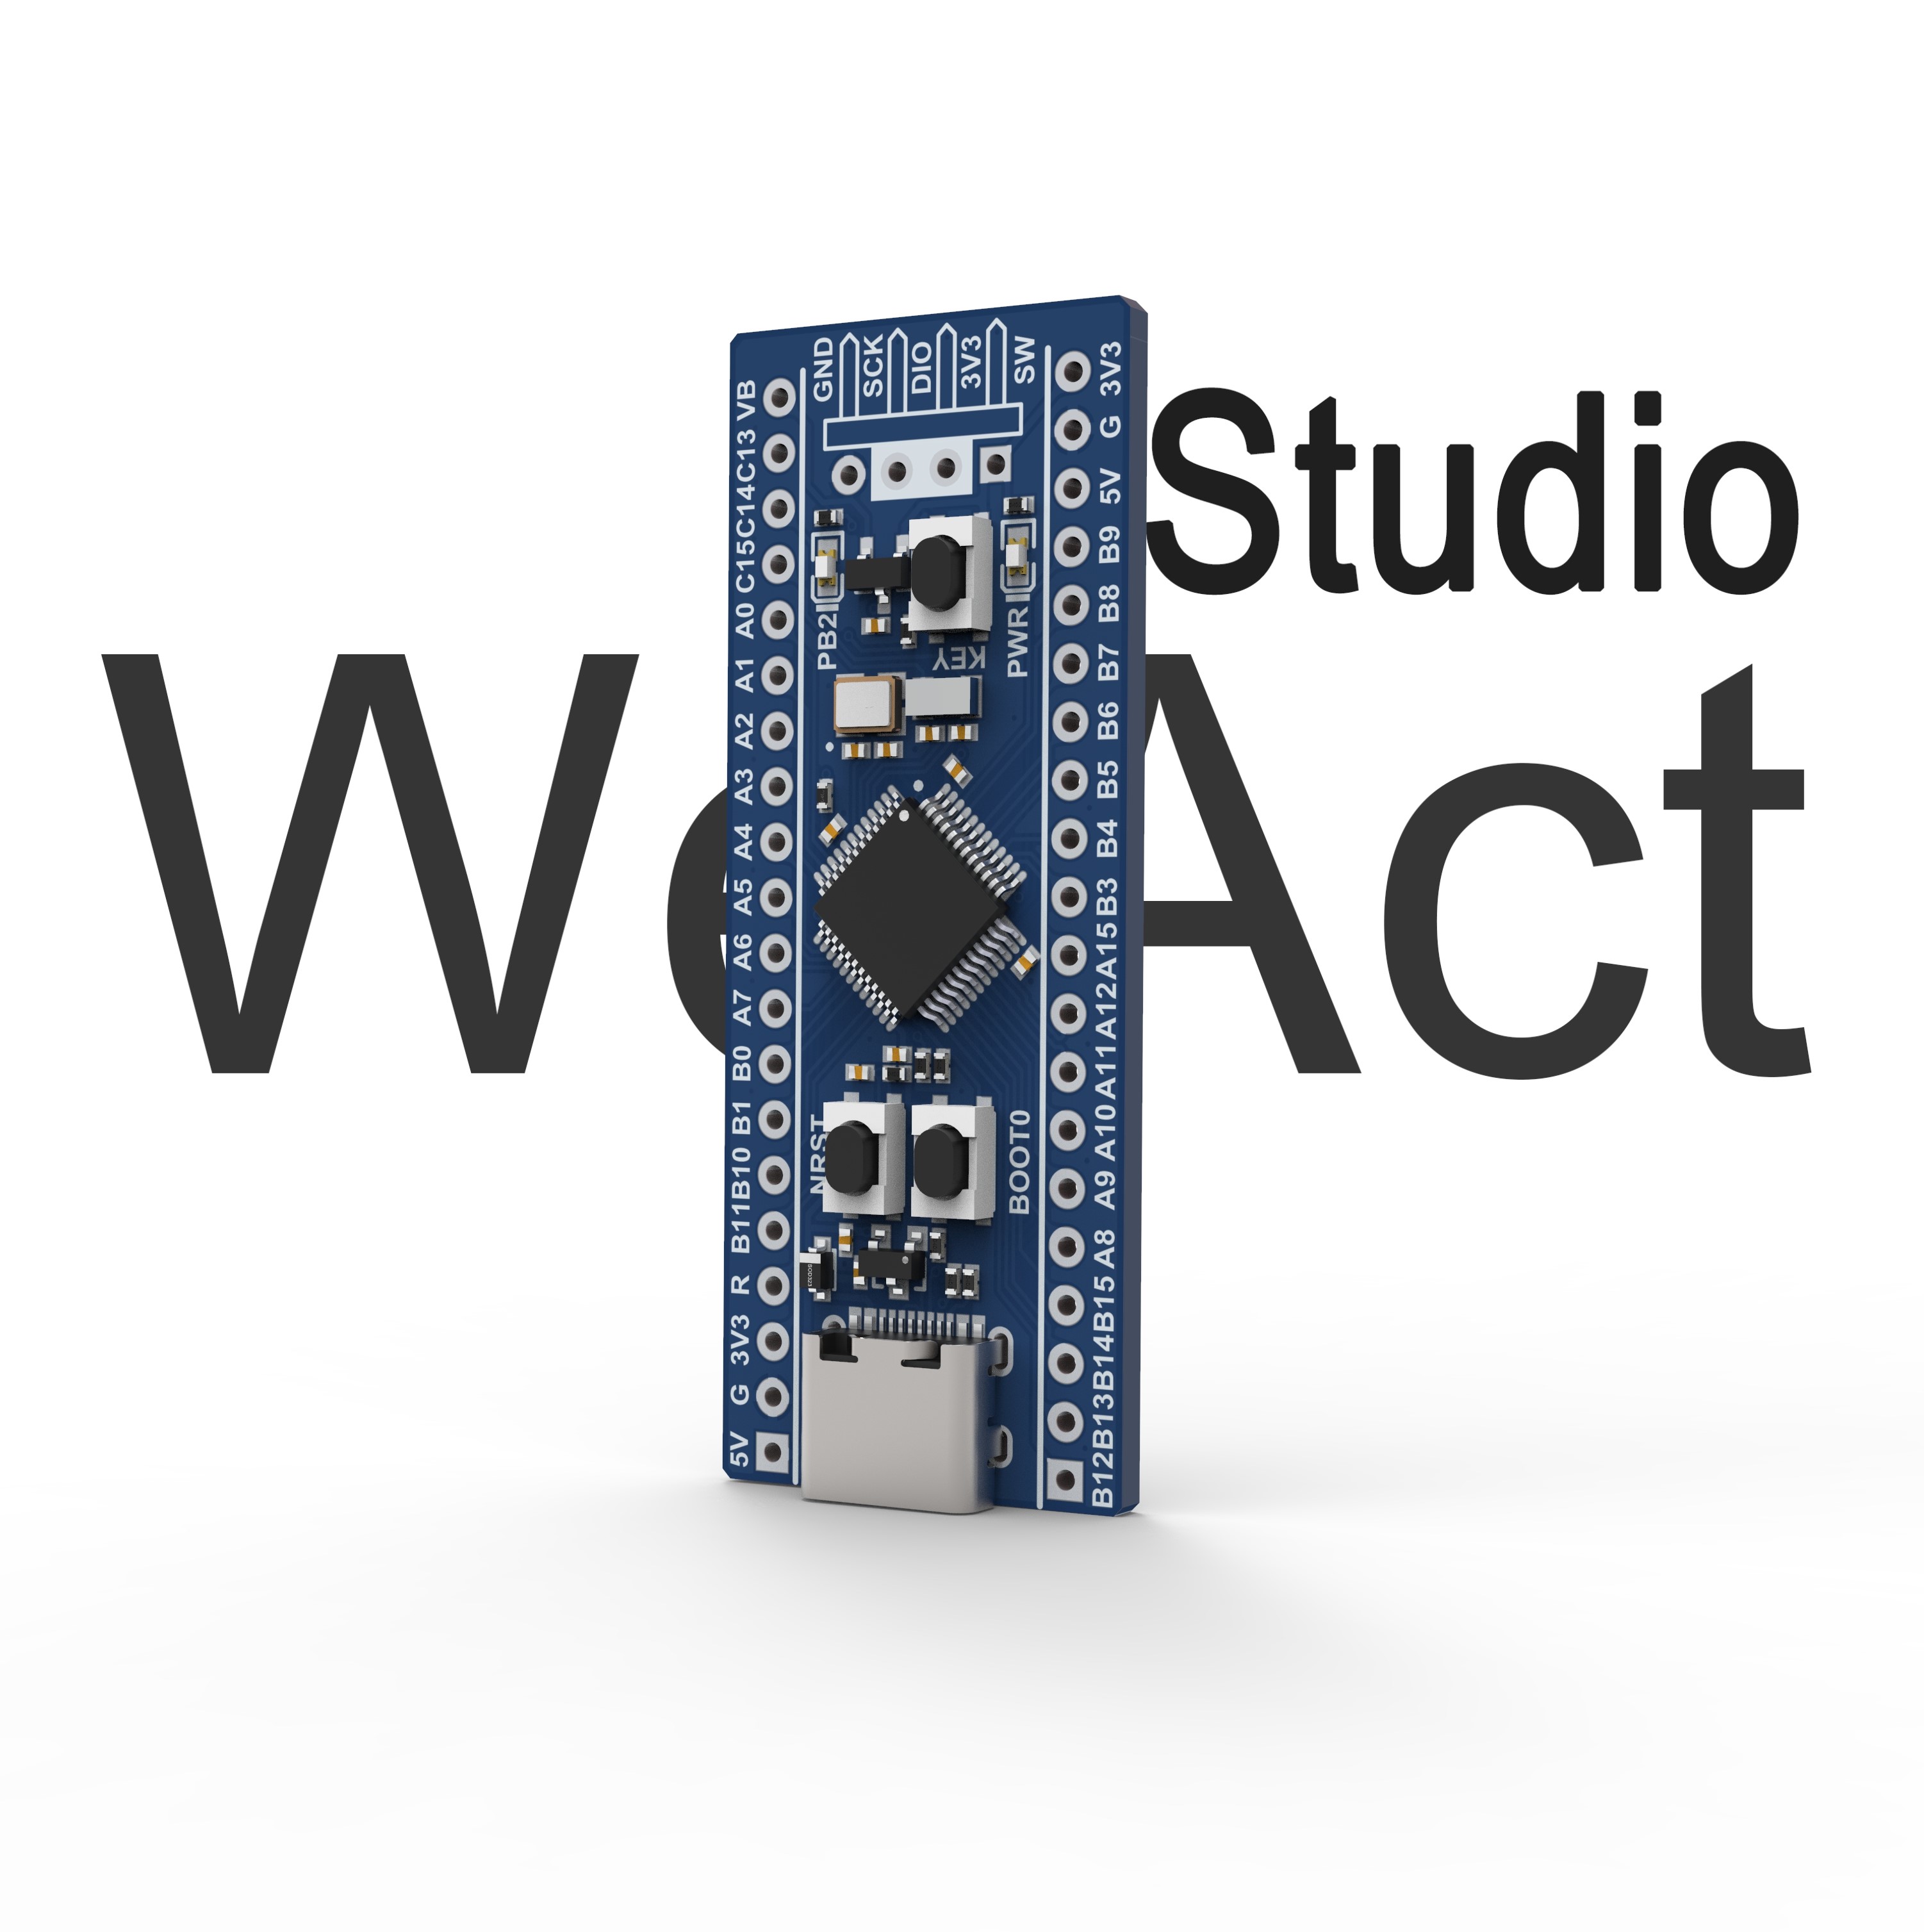 Studio
WeAct
GND
SCK
DIO
3V3
SW
VB
C13
C14
C15
A0
A1
A2
A3
A4
A5
A6
A7
B0
B1
B10
B11
R
3V3
G
5V
PB2
KEY
PWR
NRST
BOOT0
3V3
G
5V
B9
B8
B7
B6
B5
B4
B3
A15
A12
A11
A10
A9
A8
B15
B14
B13
B12